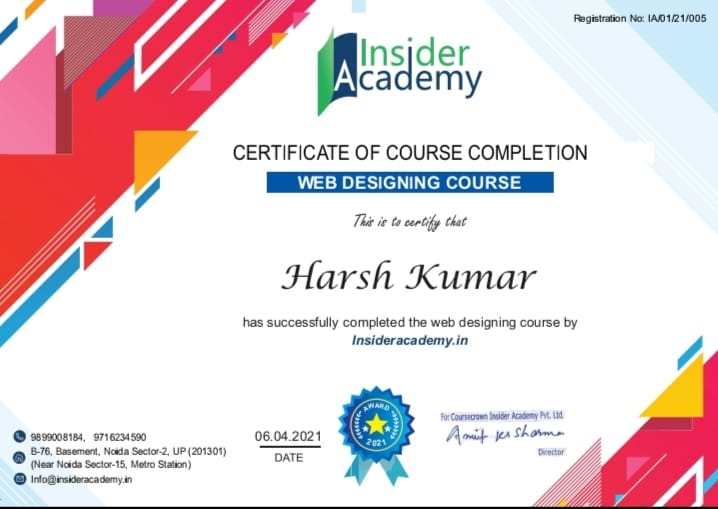 Registration No: IA/01/21/005
Insider
Academy
CERTIFICATE OF COURSE COMPLETION
WEB DESIGNING COURSE
This is to certify that
Harsh Kumar
has successfully completed the web designing course by
Insideracademy.in
AWARD
2021
For Coursecrown Insider Academy Pvt. Ltd.
Amit kr Sharma
Director
06.04.2021
DATE
9899008184, 9716234590
B-76, Basement, Noida Sector-2, UP (201301)
(Near Noida Sector-15, Metro Station)
Info@insideracademy.in